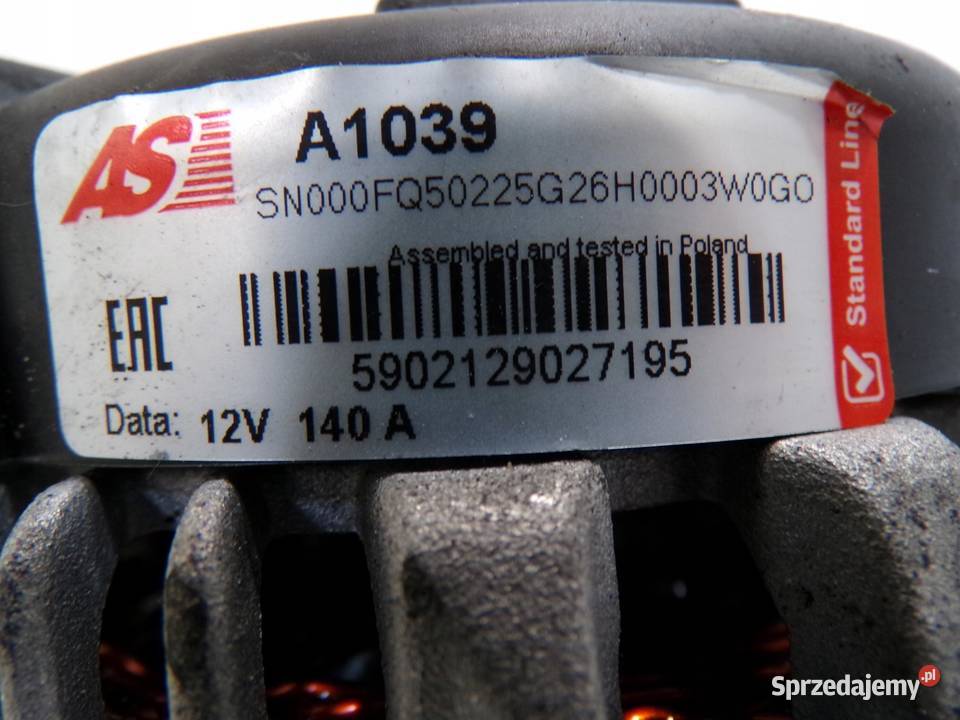 AS
A1039
SN000FQ50225G26H0003W0GO
Assembled and tested in Poland
EAC
5902129027195
Data: 12V 140 A
Standard Line
Sprzedajemy.pl